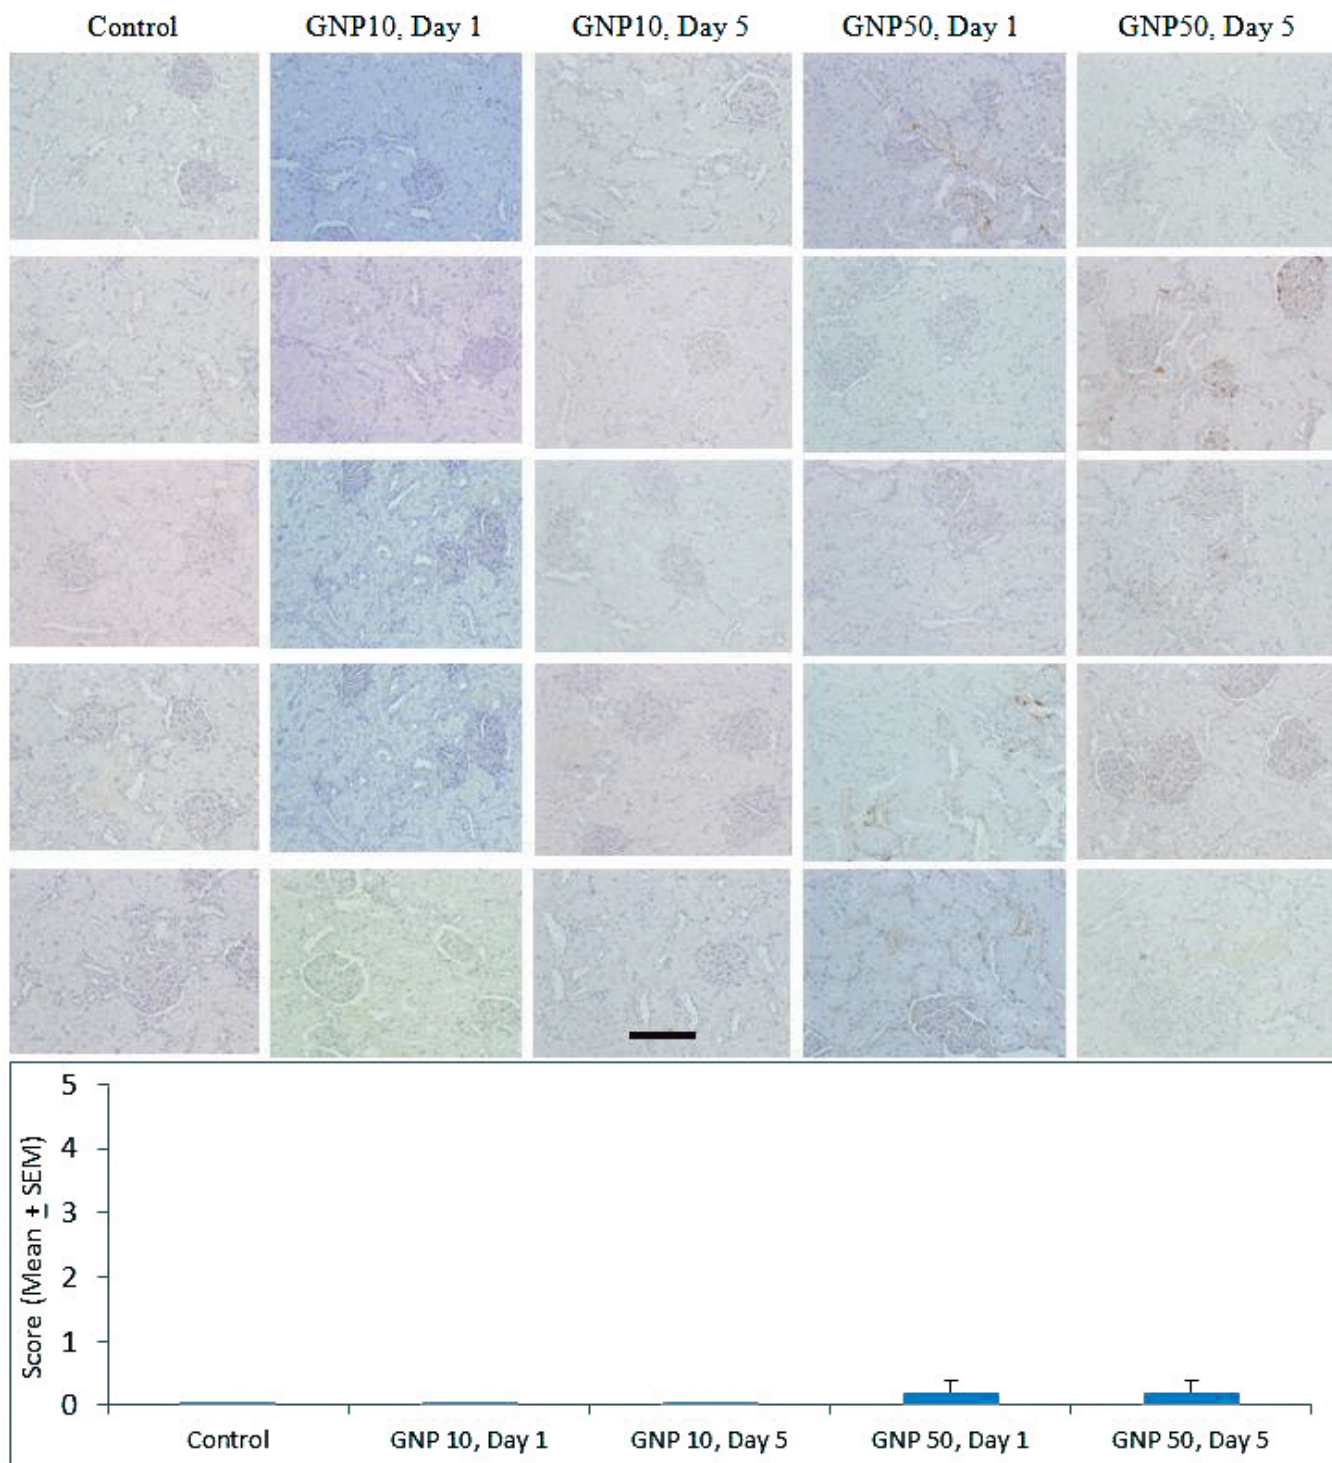 Control GNP10, Day 1 GNP10, Day 5 GNP50, Day 1 GNP50, Day 5
Score (Mean ± SEM)
5
4
3
2
1
0
Control GNP 10, Day 1 GNP 10, Day 5 GNP 50, Day 1 GNP 50, Day 5